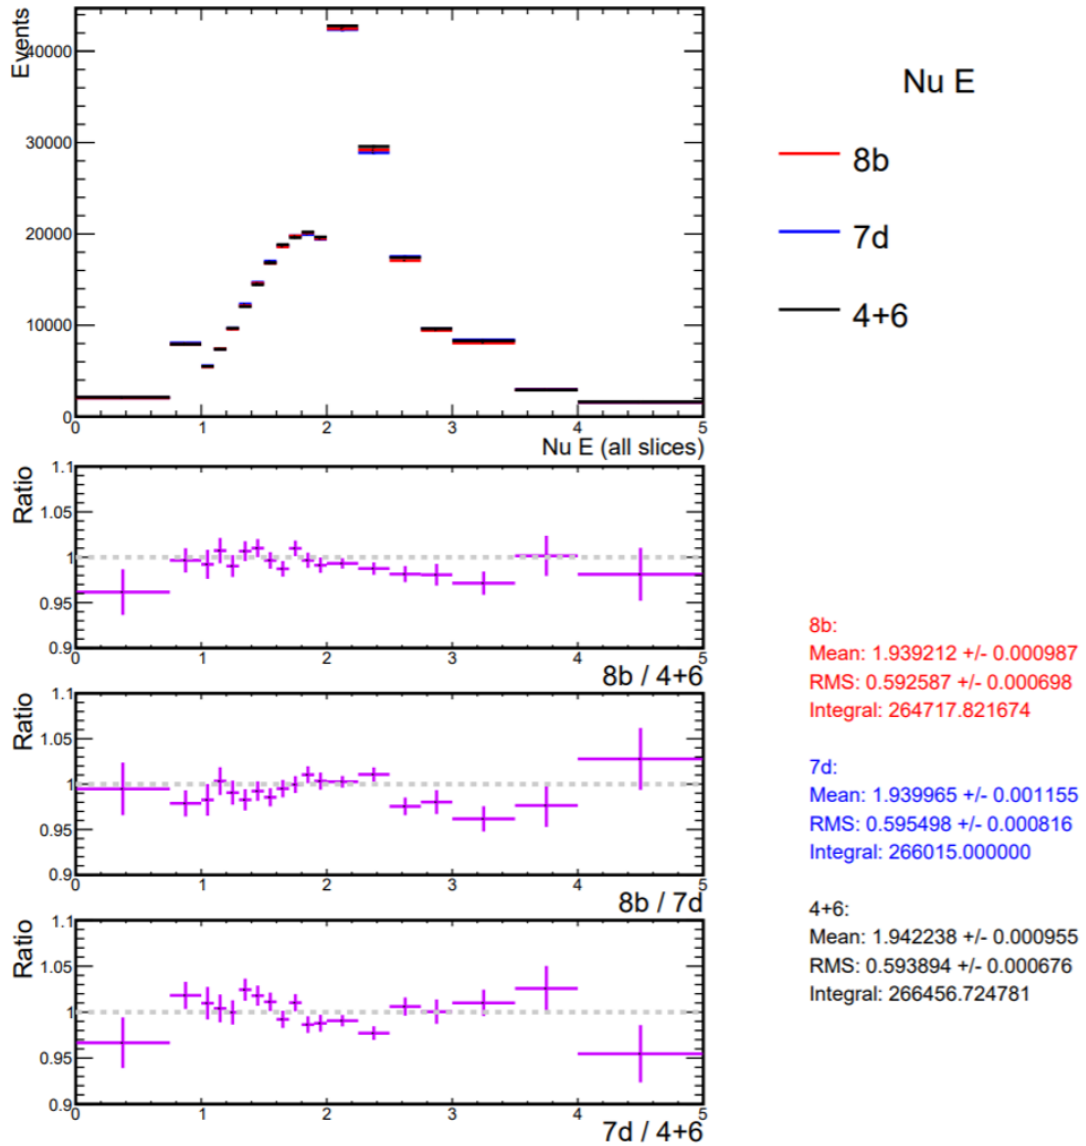 Events
40000
30000
20000
10000
0
0 1 2 3 4 5
Nu E (all slices)
Nu E
8b
7d
4+6
Ratio
1.1
1.05
1
0.95
0.9
0 1 2 3 4 5
8b / 4+6
Ratio
1.1
1.05
1
0.95
0.9
0 1 2 3 4 5
8b / 7d
Ratio
1.1
1.05
1
0.95
0.9
0 1 2 3 4 5
7d / 4+6
8b:
Mean: 1.939212 +/- 0.000987
RMS: 0.592587 +/- 0.000698
Integral: 264717.821674
7d:
Mean: 1.939965 +/- 0.001155
RMS: 0.595498 +/- 0.000816
Integral: 266015.000000
4+6:
Mean: 1.942238 +/- 0.000955
RMS: 0.593894 +/- 0.000676
Integral: 266456.724781